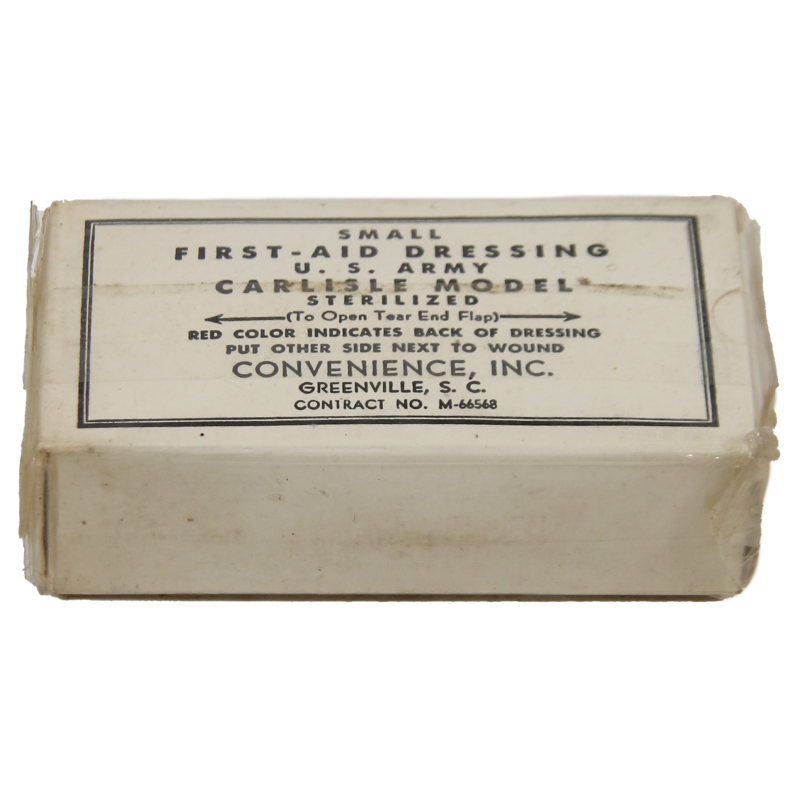 SMALL
FIRST-AID DRESSING
U. S. ARMY
CARLISLE MODEL
STERILIZED
(To Open Tear End Flap)
RED COLOR INDICATES BACK OF DRESSING
PUT OTHER SIDE NEXT TO WOUND
CONVENIENCE, INC.
GREENVILLE, S. C.
CONTRACT NO. M-66568